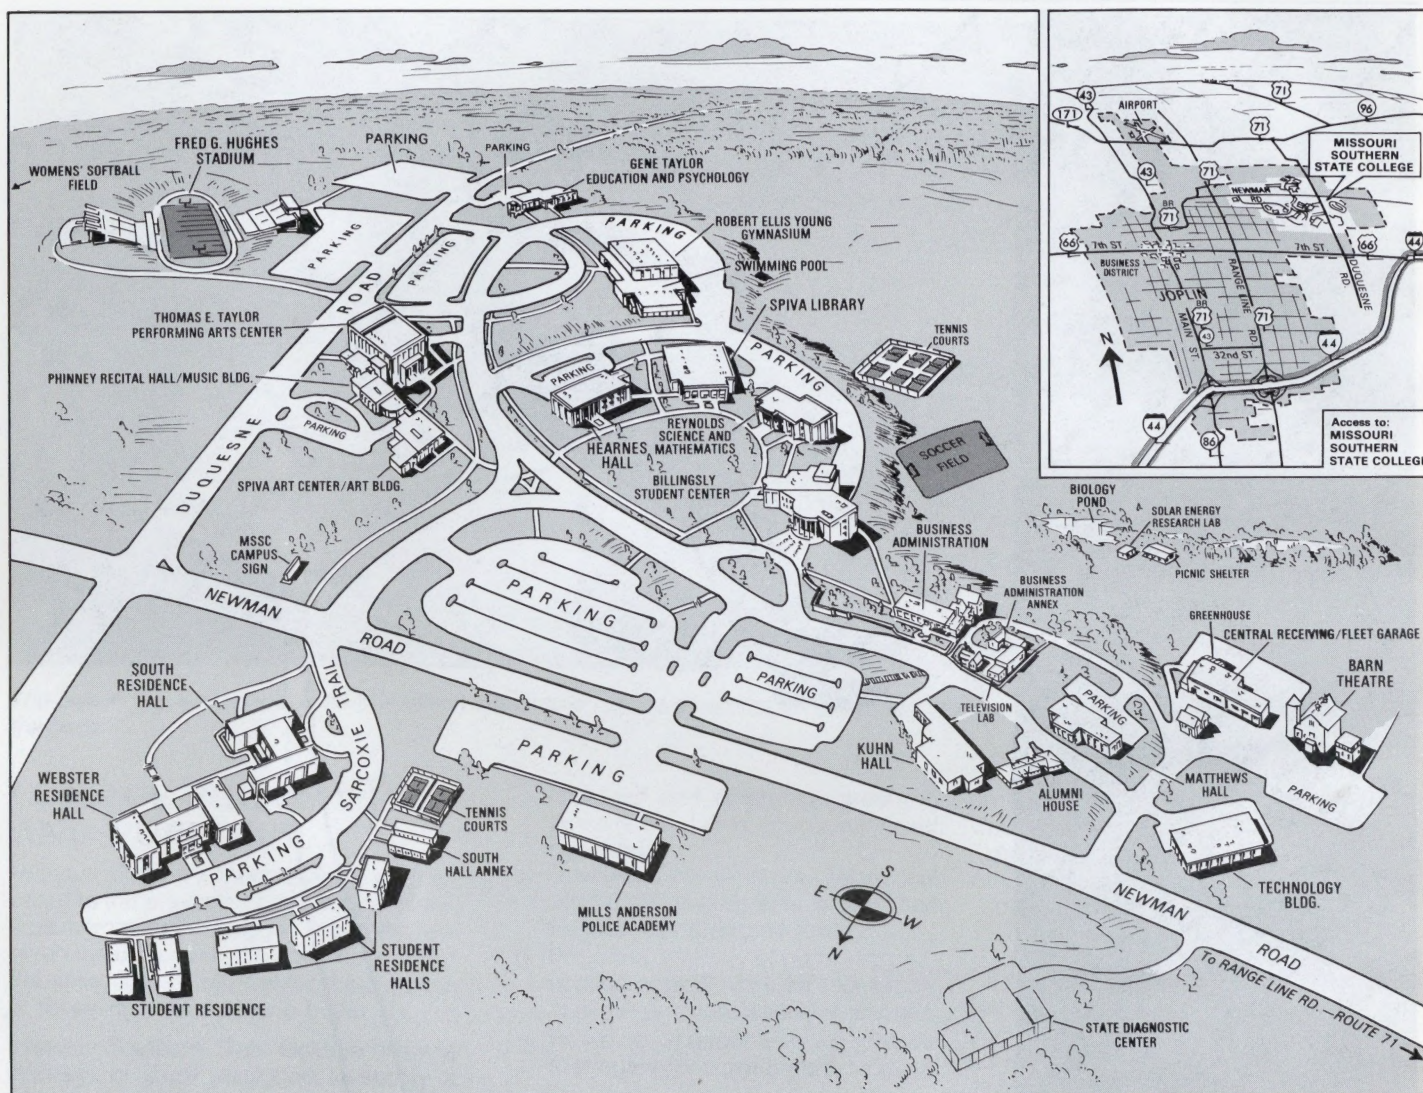 FRED G. HUGHES
STADIUM
PARKING
PARKING
WOMENS' SOFTBALL
FIELD
GENE TAYLOR
EDUCATION AND PSYCHOLOGY
PARKING
PARKING
PARKING
ROBERT ELLIS YOUNG
GYMNASIUM
SWIMMING POOL
SPIVA LIBRARY
THOMAS E. TAYLOR
PERFORMING ARTS CENTER
PHINNEY RECITAL HALL/MUSIC BLDG.
PARKING
PARKING
PARKING
TENNIS
COURTS
HEARNES
HALL
REYNOLDS
SCIENCE AND
MATHEMATICS
SPIVA ART CENTER/ART BLDG.
BILLINGSLY
STUDENT CENTER
SOCCER
FIELD
DUQUESNE ROAD
MSSC
CAMPUS
SIGN
BUSINESS
ADMINISTRATION
BUSINESS
ADMINISTRATION
ANNEX
BIOLOGY
POND
SOLAR ENERGY
RESEARCH LAB
PICNIC SHELTER
NEWMAN ROAD
PARKING
PARKING
GREENHOUSE
CENTRAL RECEIVING/FLEET GARAGE
BARN
THEATRE
SOUTH
RESIDENCE
HALL
SARCOXIE TRAIL
PARKING
TELEVISION
LAB
PARKING
KUHN
HALL
ALUMNI
HOUSE
MATTHEWS
HALL
PARKING
WEBSTER
RESIDENCE
HALL
PARKING
TENNIS
COURTS
SOUTH
HALL ANNEX
MILLS ANDERSON
POLICE ACADEMY
S
E
W
N
TECHNOLOGY
BLDG.
NEWMAN ROAD
STUDENT
RESIDENCE
HALLS
STUDENT RESIDENCE
STATE DIAGNOSTIC
CENTER
To RANGE LINE RD.—ROUTE 71
43
71
171
AIRPORT
96
71
MISSOURI
SOUTHERN
STATE COLLEGE
43
71
NEWMAN
RD
BR
71
66
7th ST.
7th ST.
66
44
BUSINESS
DISTRICT
JOPLIN
RANGE LINE RD
DUQUESNE
RD.
BR
71
43
MAIN ST
71
32nd ST
44
N
44
86
Access to:
MISSOURI
SOUTHERN
STATE COLLEGE